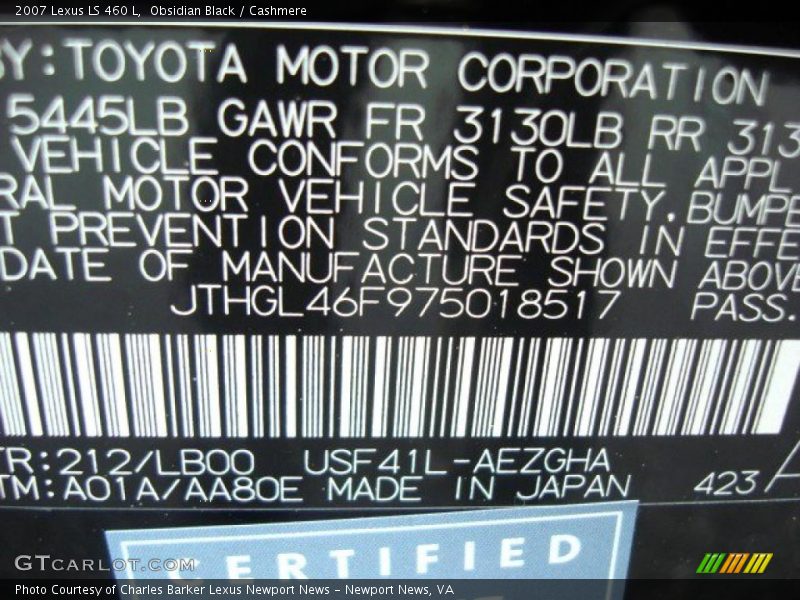 2007 Lexus LS 460 L, Obsidian Black / Cashmere
BY: TOYOTA MOTOR CORPORATION
5445LB GAWR FR 3130LB RR 313
VEHICLE CONFORMS TO ALL APPL
RAL MOTOR VEHICLE SAFETY, BUMPE
T PREVENTION STANDARDS IN EFFE
DATE OF MANUFACTURE SHOWN ABOVE
JTHGL46F975018517 PASS.
TR:212/LB00 USF41L-AEZGHA
TM:A01A/AA80E MADE IN JAPAN 423
CERTIFIED
GTCARLOT.COM
Photo Courtesy of Charles Barker Lexus Newport News - Newport News, VA